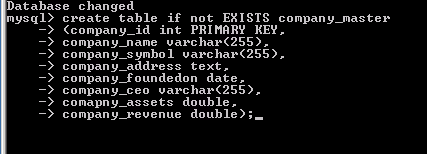 Database changed
mysql> create table if not EXISTS company_master
-> (company_id int PRIMARY KEY,
-> company_name varchar(255),
-> company_symbol varchar(255),
-> company_address text,
-> company_foundedon date,
-> company_ceo varchar(255),
-> comapny_assets double,
-> company_revenue double);_